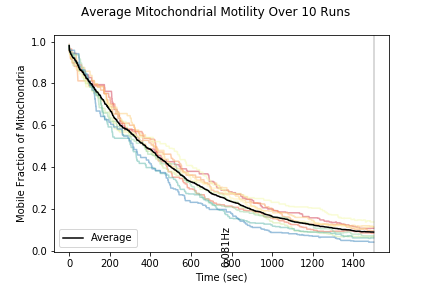 Average Mitochondrial Motility Over 10 Runs
Mobile Fraction of Mitochondria
1.0
0.8
0.6
0.4
0.2
0.0
Average
0.081Hz
0 200 400 600 800 1000 1200 1400
Time (sec)